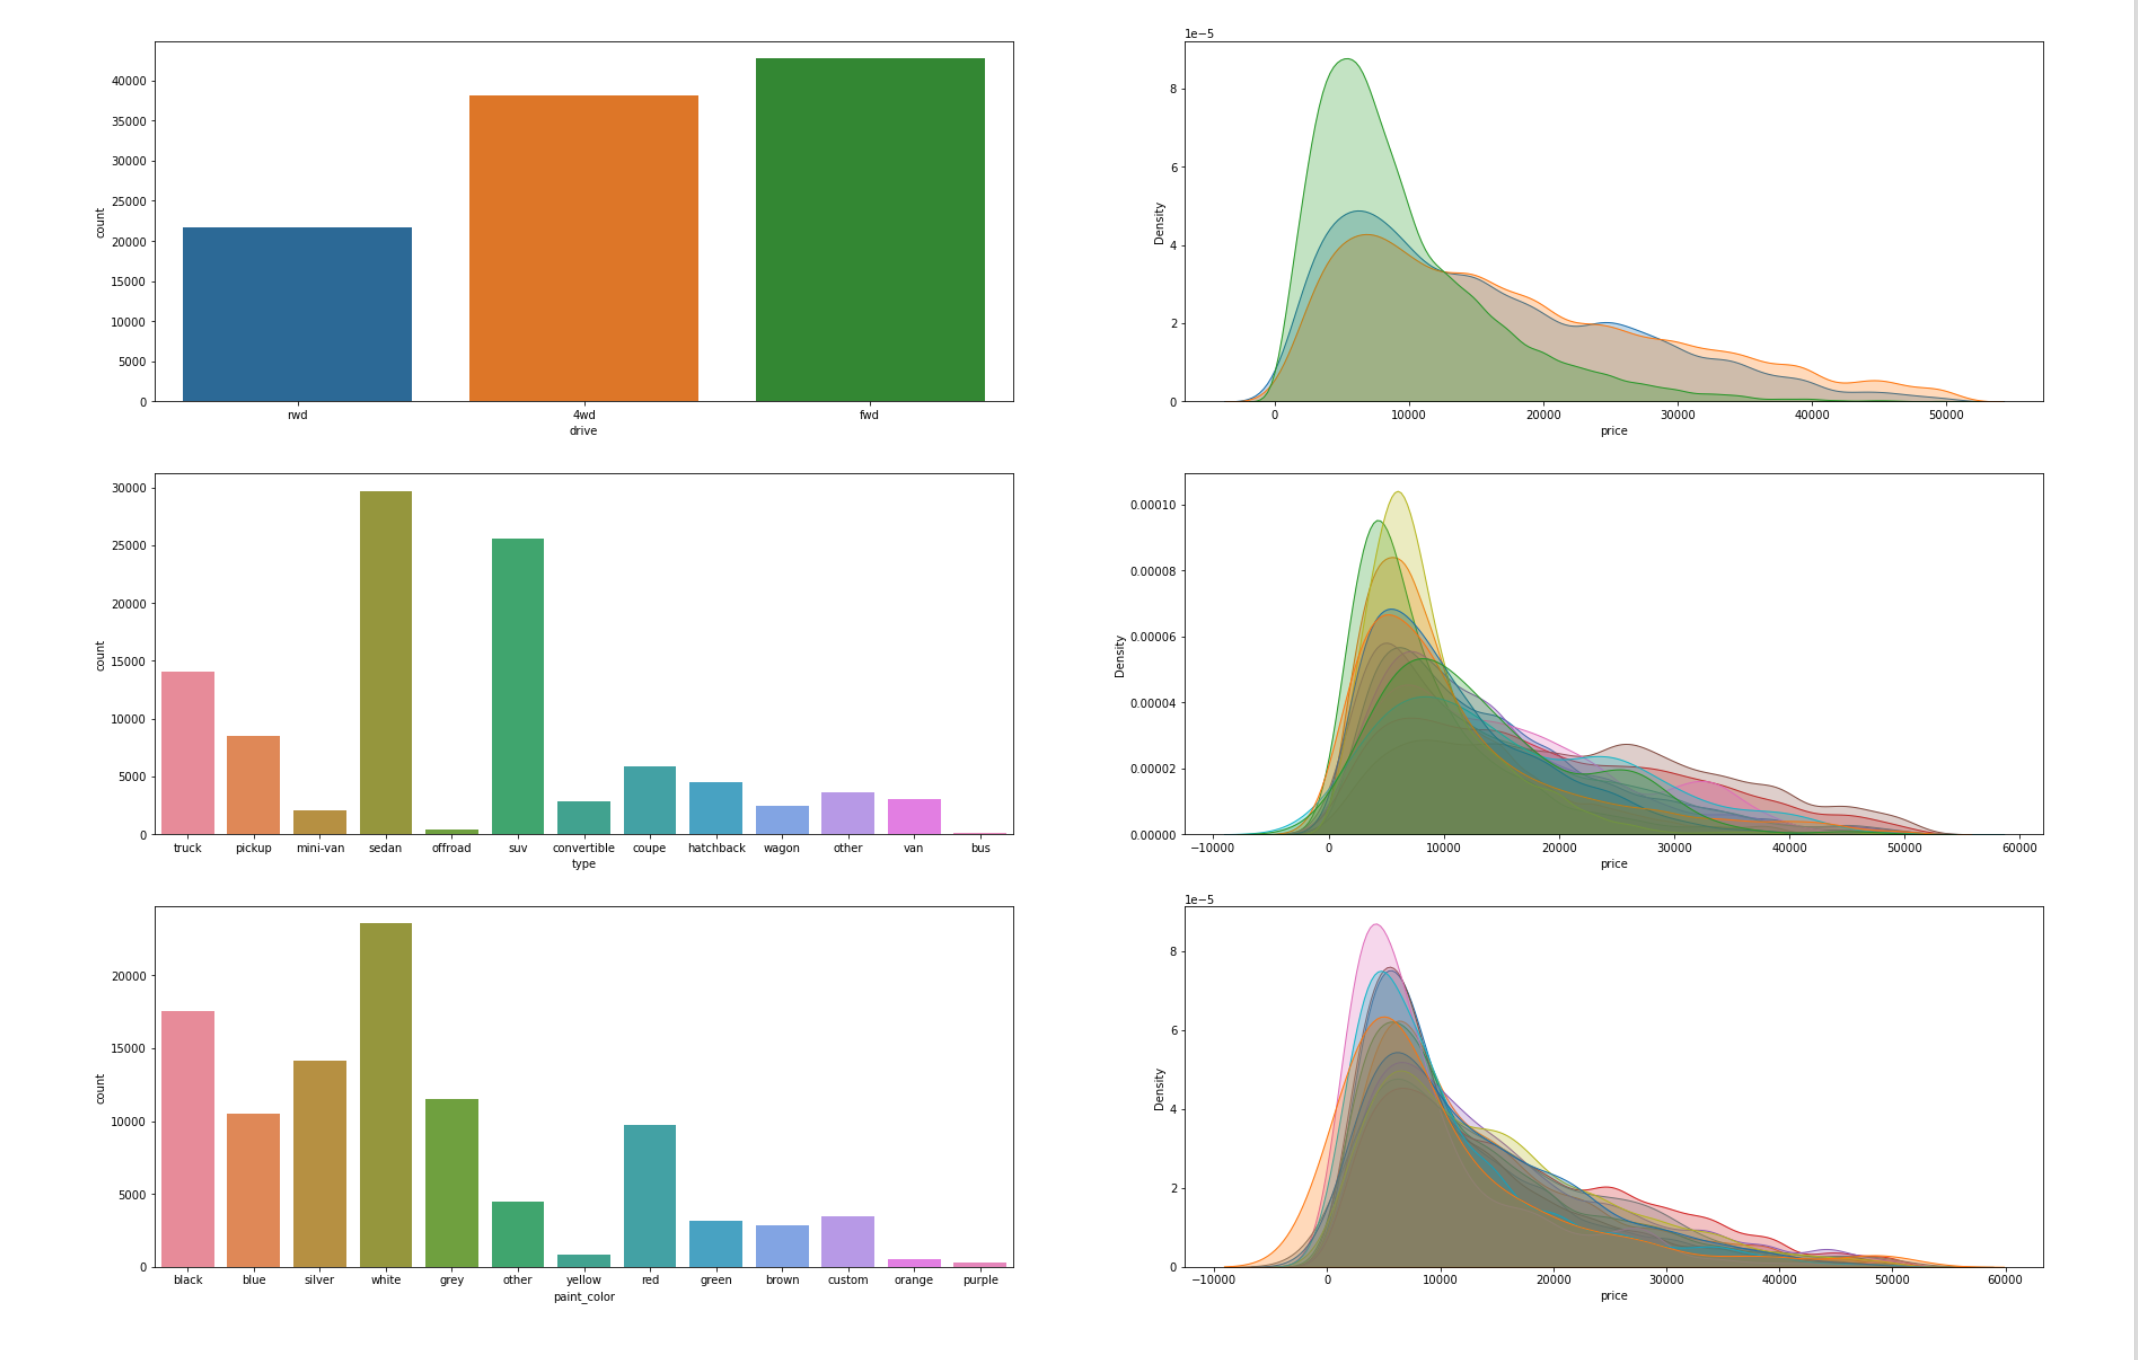 40000
35000
30000
25000
20000
15000
10000
5000
0
count
rwd 4wd fwd
drive
1e−5
8
6
4
2
0
Density
0 10000 20000 30000 40000 50000
price
30000
25000
20000
15000
10000
5000
0
count
truck pickup mini-van sedan offroad suv convertible coupe hatchback wagon other van bus
type
0.00010
0.00008
0.00006
0.00004
0.00002
0.00000
Density
−10000 0 10000 20000 30000 40000 50000 60000
price
20000
15000
10000
5000
0
count
black blue silver white grey other yellow red green brown custom orange purple
paint_color
1e−5
8
6
4
2
0
Density
−10000 0 10000 20000 30000 40000 50000 60000
price